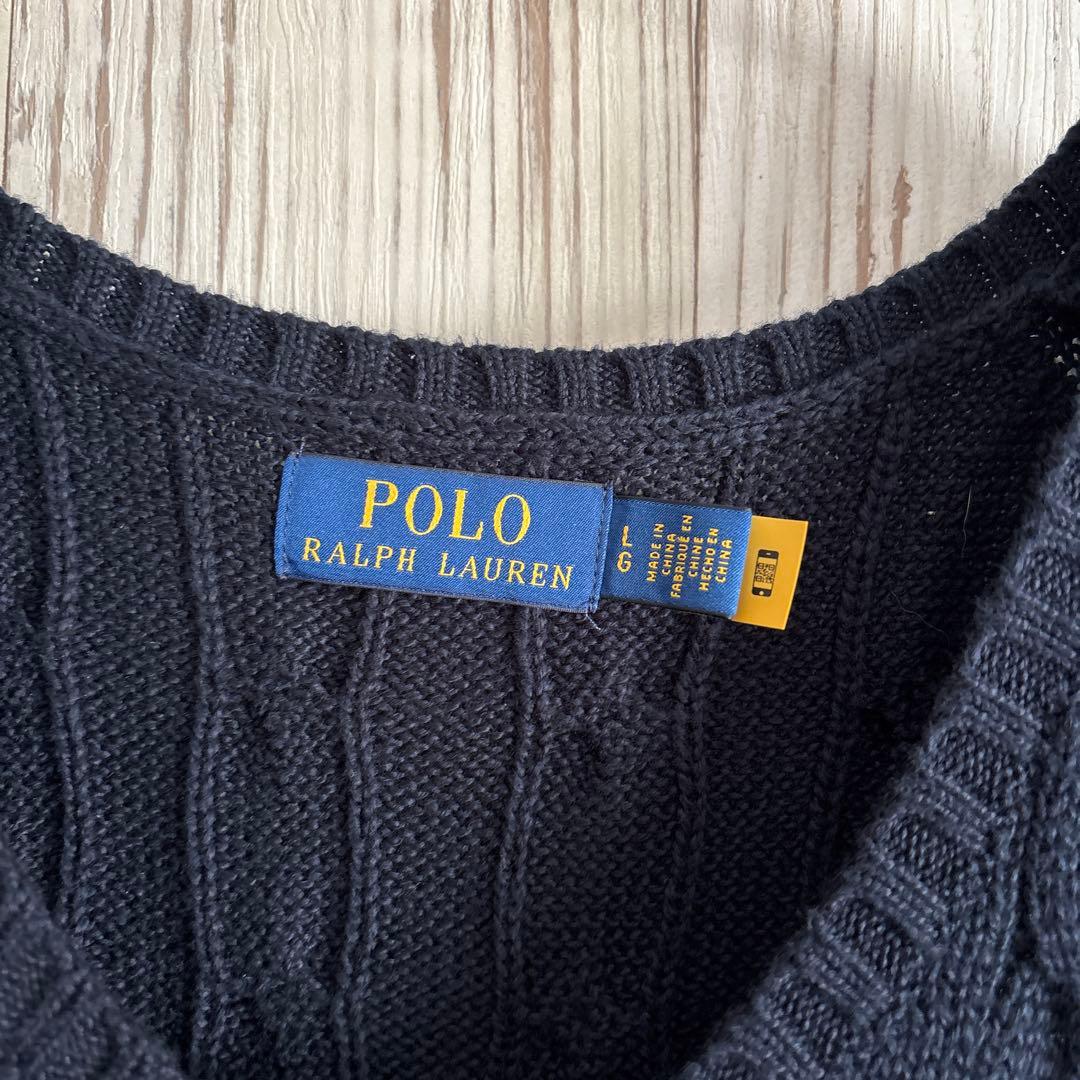 POLO
RALPH LAUREN
L
G
MADE IN
CHINA
FABRIQUÉ EN
CHINE
HECHO EN
CHINA